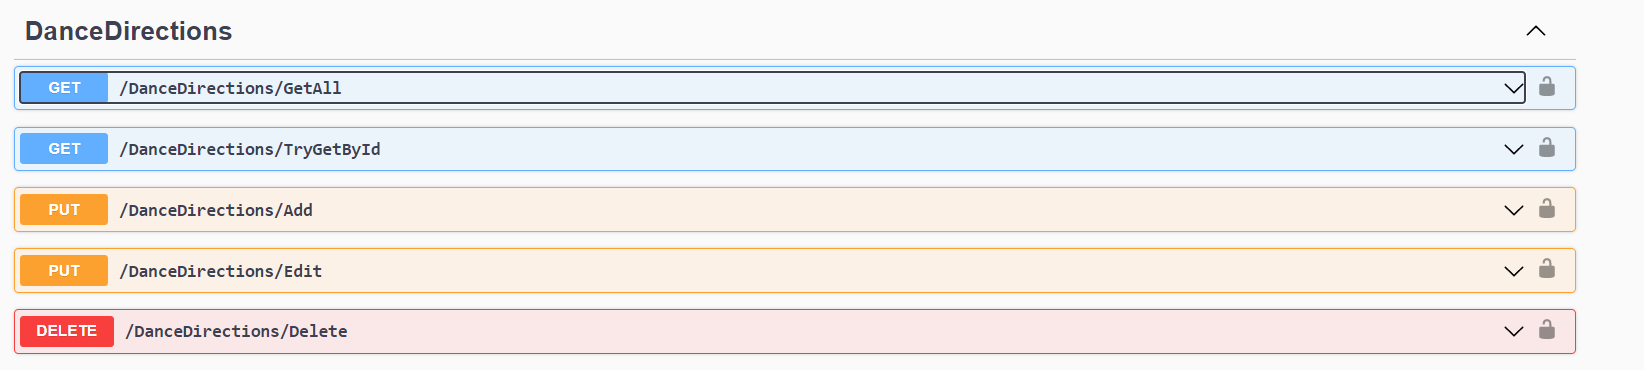 DanceDirections
GET /DanceDirections/GetAll
GET /DanceDirections/TryGetById
PUT /DanceDirections/Add
PUT /DanceDirections/Edit
DELETE /DanceDirections/Delete